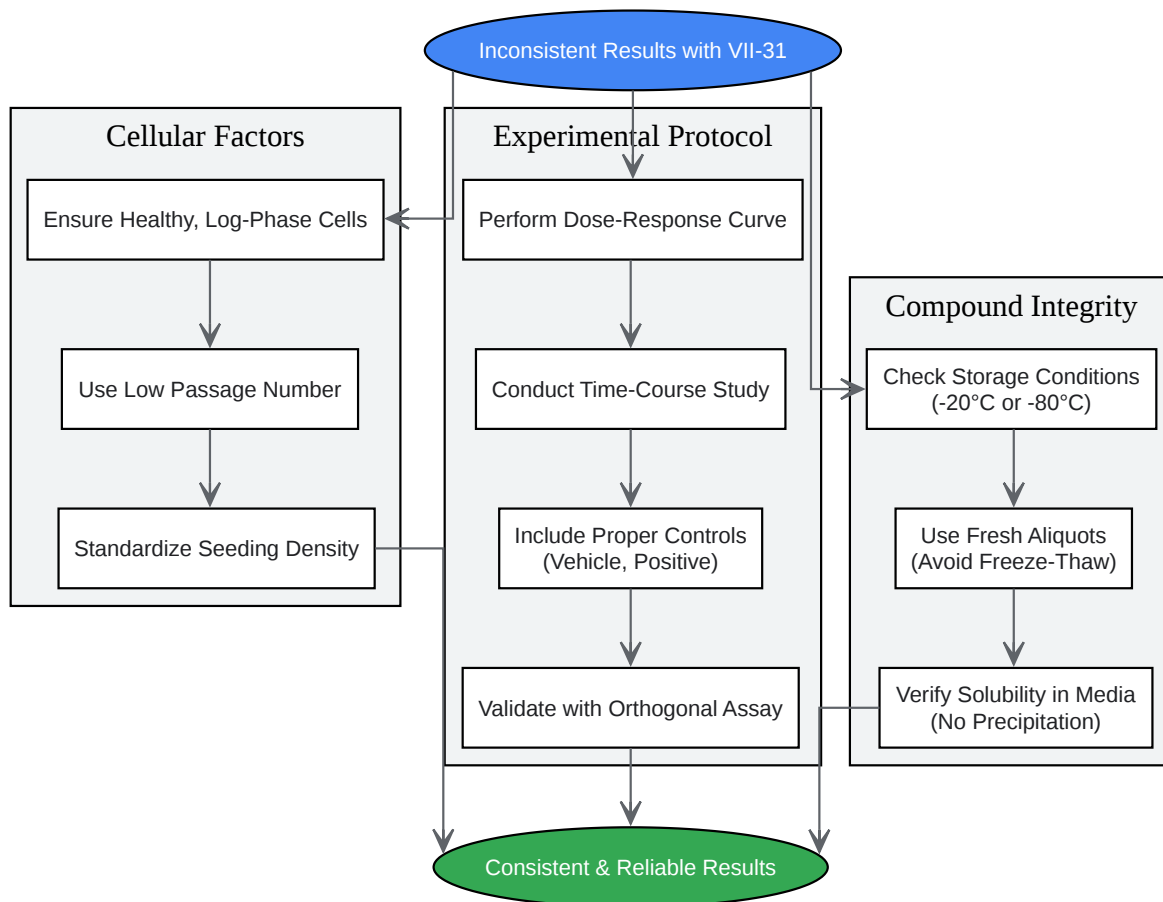 Inconsistent Results with VII-31
Cellular Factors
Ensure Healthy, Log-Phase Cells
Use Low Passage Number
Standardize Seeding Density
Experimental Protocol
Perform Dose-Response Curve
Conduct Time-Course Study
Include Proper Controls
(Vehicle, Positive)
Validate with Orthogonal Assay
Compound Integrity
Check Storage Conditions
(-20°C or -80°C)
Use Fresh Aliquots
(Avoid Freeze-Thaw)
Verify Solubility in Media
(No Precipitation)
Consistent & Reliable Results